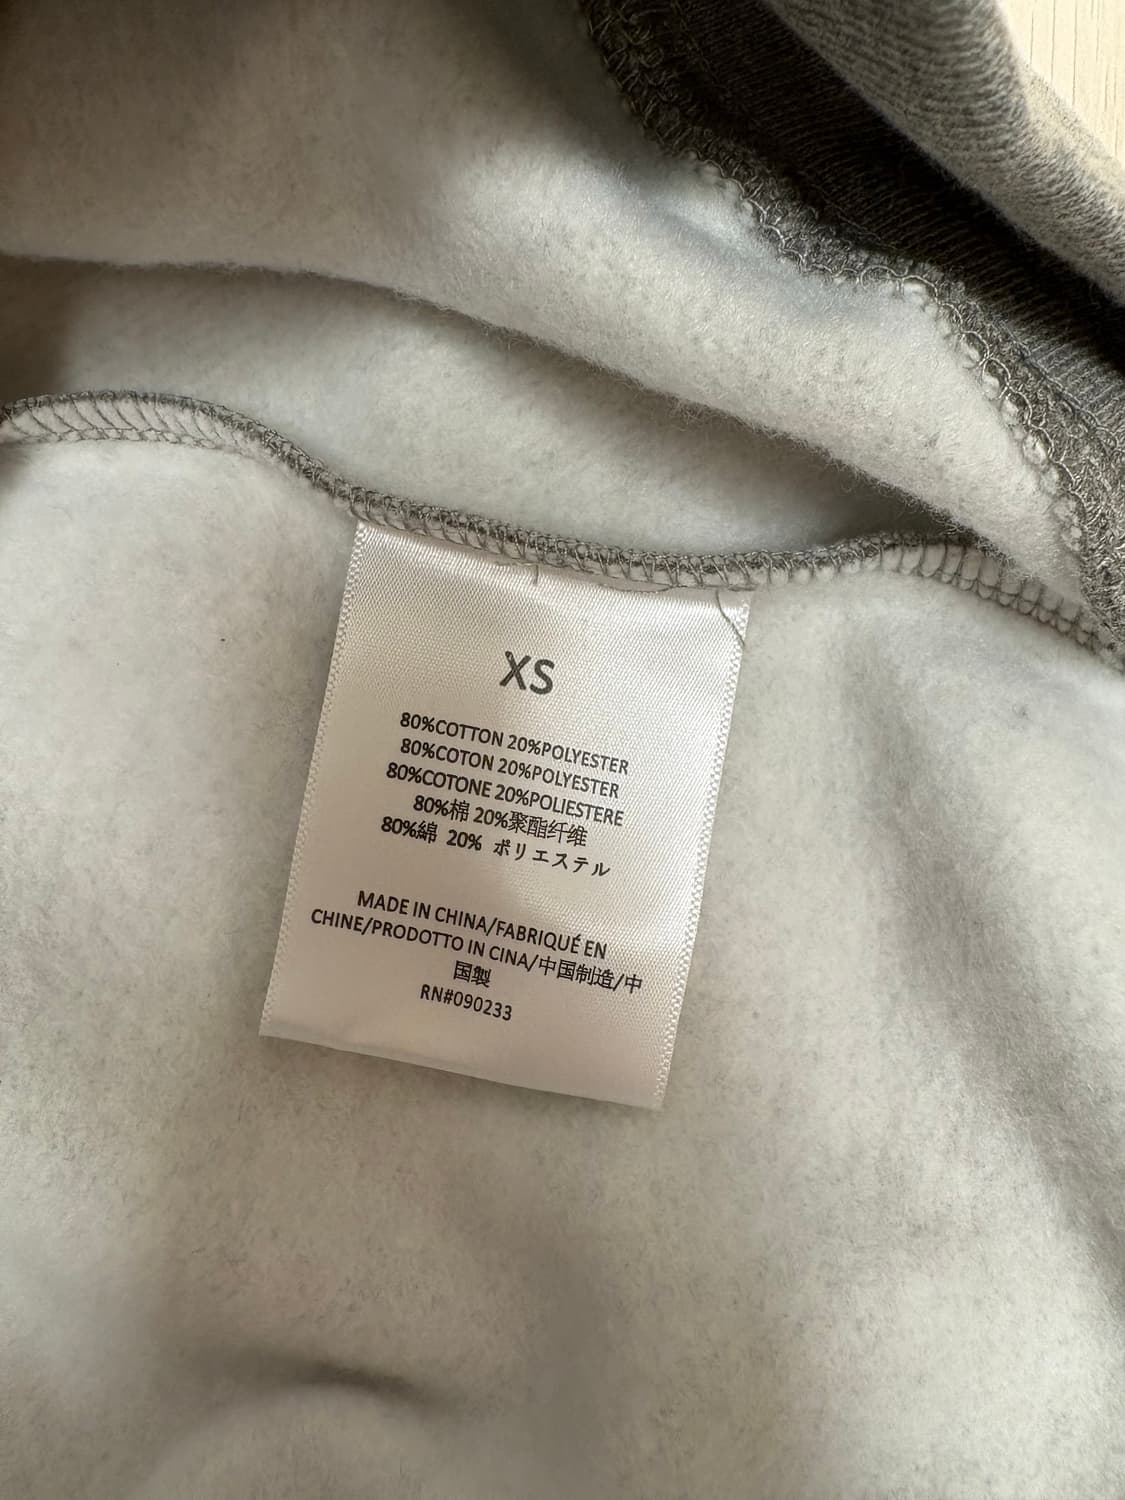 XS
80%COTTON 20%POLYESTER
80%COTON 20%POLYESTER
80%COTONE 20%POLIESTERE
80%棉 20%聚酯纤维
80%綿 20% ポリエステル
MADE IN CHINA/FABRIQUÉ EN
CHINE/PRODOTTO IN CINA/中国制造/中
国製
RN#090233